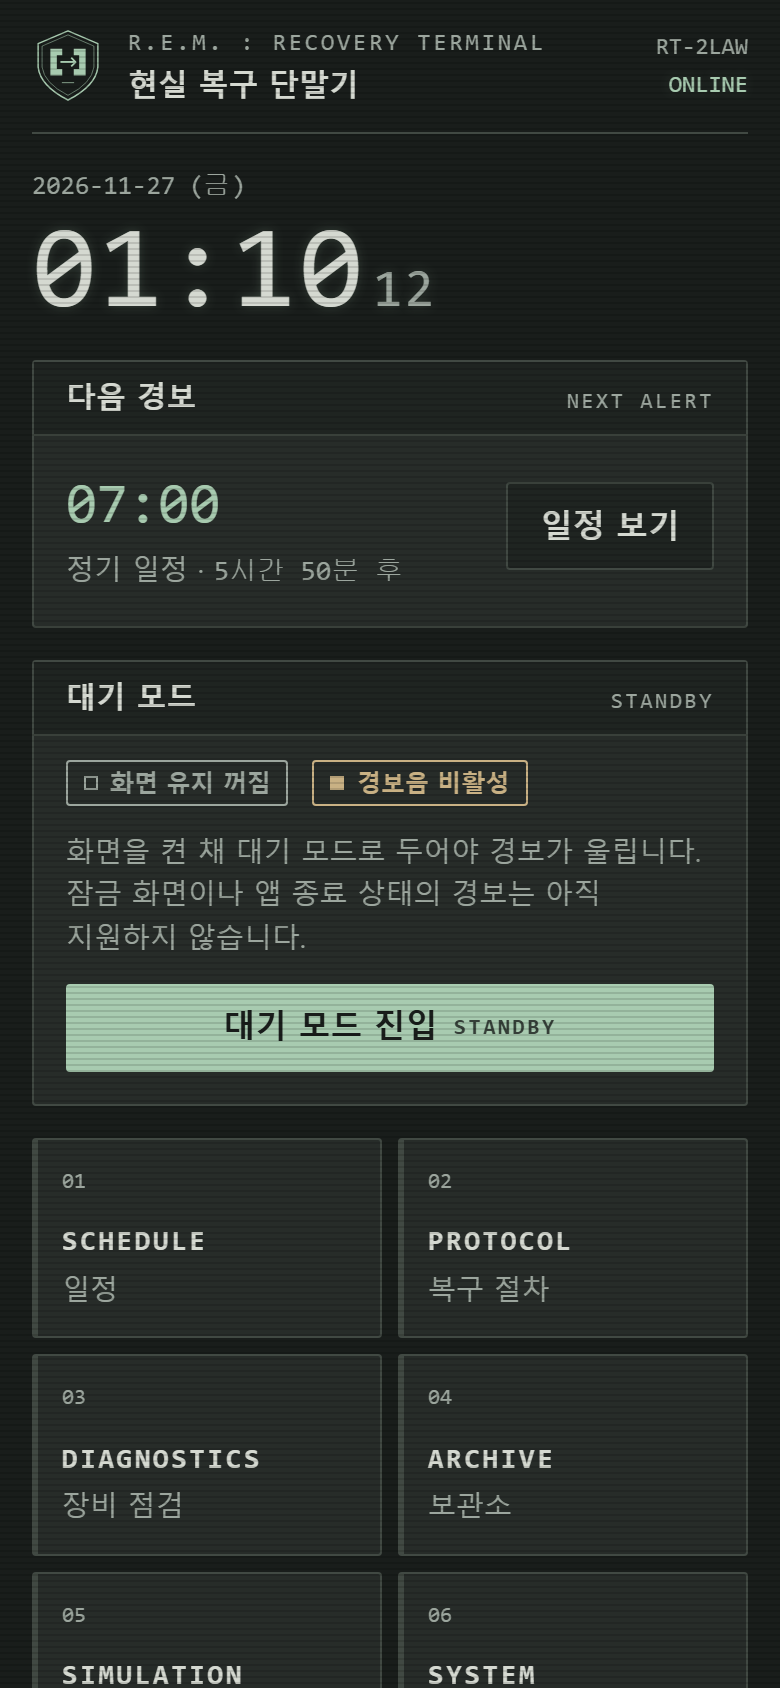 R.E.M. : RECOVERY TERMINAL
현실 복구 단말기
RT-2LAW
ONLINE
2026-11-27 (금)
01:10 12
다음 경보
NEXT ALERT
07:00
정기 일정 · 5시간 50분 후
일정 보기
대기 모드
STANDBY
화면 유지 꺼짐
경보음 비활성
화면을 켠 채 대기 모드로 두어야 경보가 울립니다.
잠금 화면이나 앱 종료 상태의 경보는 아직
지원하지 않습니다.
대기 모드 진입 STANDBY
01
SCHEDULE
일정
02
PROTOCOL
복구 절차
03
DIAGNOSTICS
장비 점검
04
ARCHIVE
보관소
05
SIMULATION
06
SYSTEM